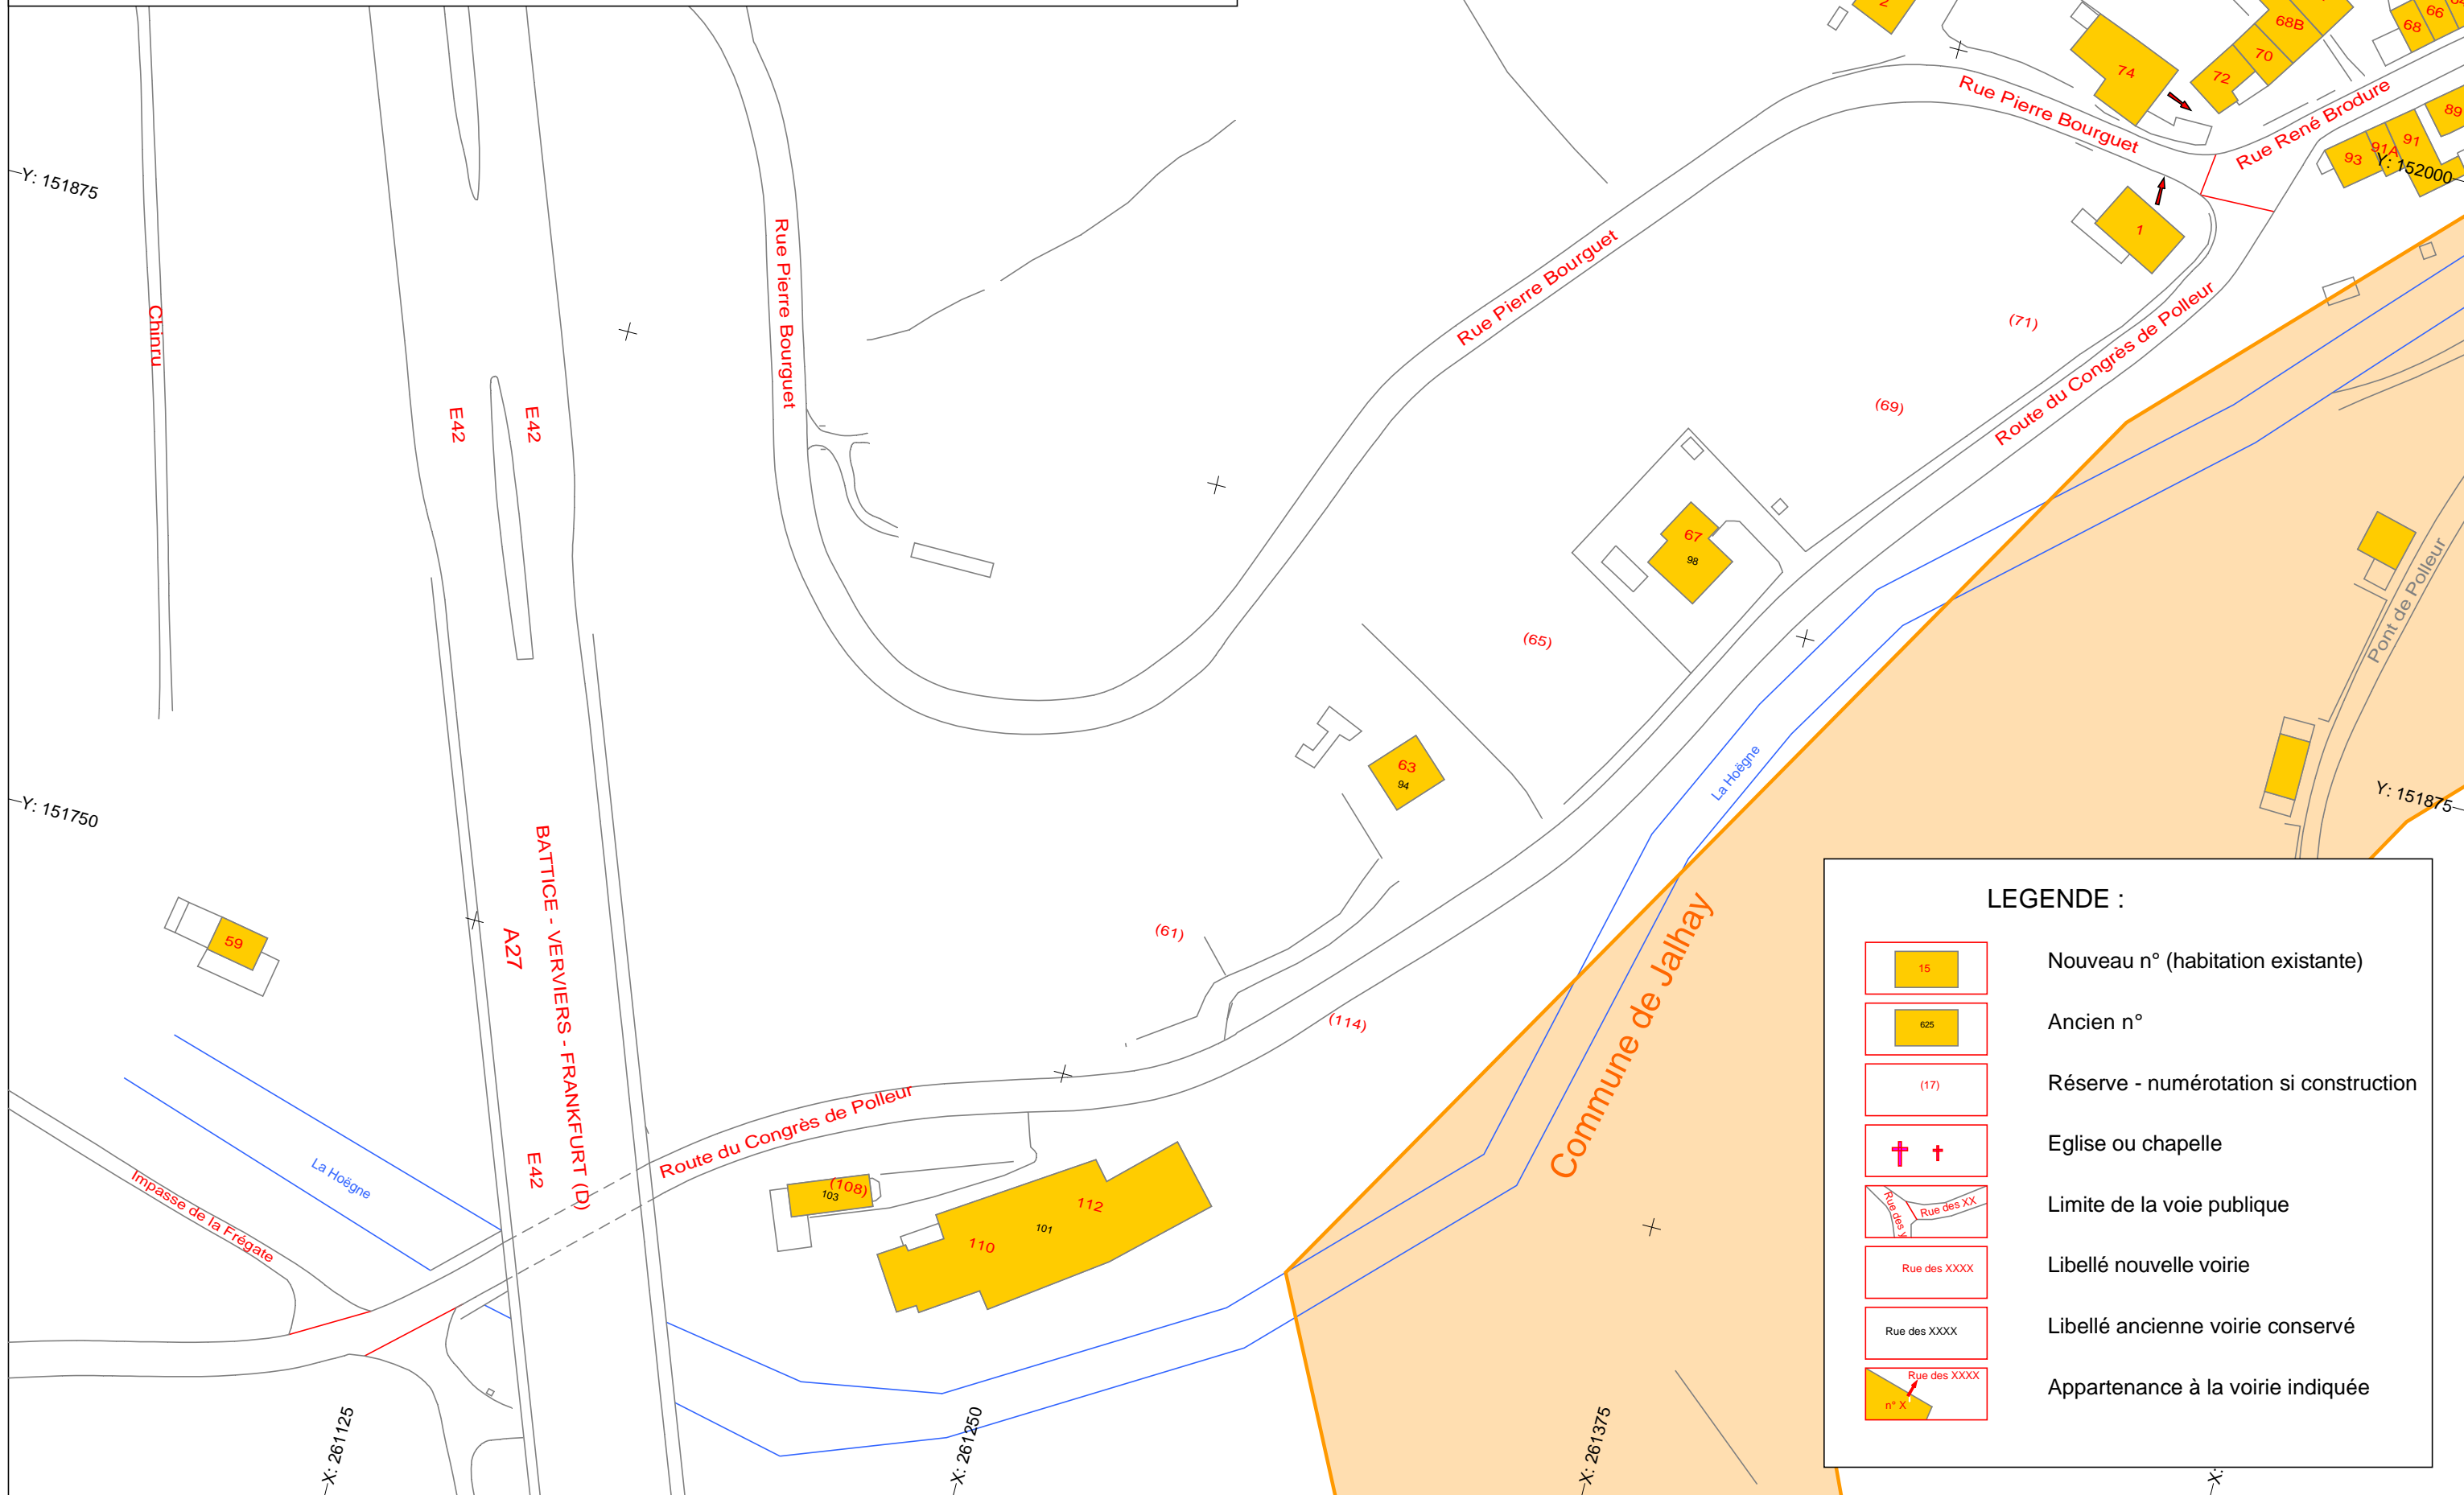 74
72
70
68B
68
66
93
91A
91
89
1
Rue Pierre Bourguet
Rue René Brodure
Y: 152000
Y: 151875
Chinru
Rue Pierre Bourguet
Rue Pierre Bourguet
(71)
Route du Congrès de Polleur
(69)
E42
E42
67
98
Pont de Polleur
(65)
63
94
La Hoëgne
Y: 151750
Y: 151875
59
A27
BATTICE - VERVIERS - FRANKFURT (D)
(61)
(114)
Commune de Jalhay
Route du Congrès de Polleur
E42
La Hoëgne
Impasse de la Frégate
(108)
103
112
101
110
X: 261125
X: 261250
X: 261375
X:
LEGENDE :
15
Nouveau n° (habitation existante)
625
Ancien n°
(17)
Réserve - numérotation si construction
Eglise ou chapelle
Rue des y
Rue des XX
Limite de la voie publique
Rue des XXXX
Libellé nouvelle voirie
Rue des XXXX
Libellé ancienne voirie conservé
Rue des XXXX
n° X
Appartenance à la voirie indiquée